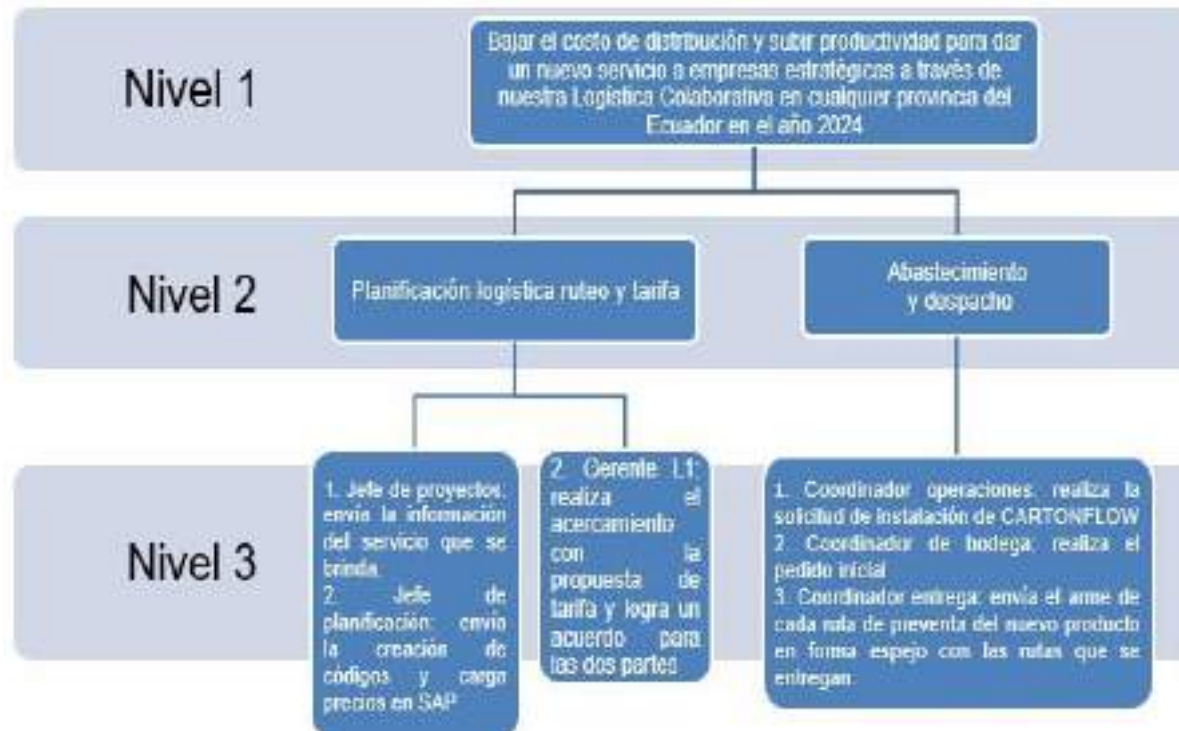 Nivel 1
Bajar el costo de distribución y subir productividad para dar
un nuevo servicio a empresas estratégicas a través de
nuestra Logística Colaborativa en cualquier provincia del
Ecuador en el año 2024
Nivel 2
Planificación logística ruteo y tarifa
Abastecimiento
y despacho
Nivel 3
1. Jefe de proyectos:
envía la información
del servicio que se
brinda.
2. Jefe de
planificación: envía
la creación de
códigos y carga
precios en SAP
2. Gerente L1:
realiza el
acercamiento
con la
propuesta de
tarifa y logra un
acuerdo para
las dos partes
1. Coordinador operaciones: realiza la
solicitud de instalación de CARTONFLOW
2. Coordinador de bodega: realiza el
pedido inicial
3. Coordinador entrega: envía el arme de
cada ruta de preventa del nuevo producto
en forma espejo con las rutas que se
entregan.